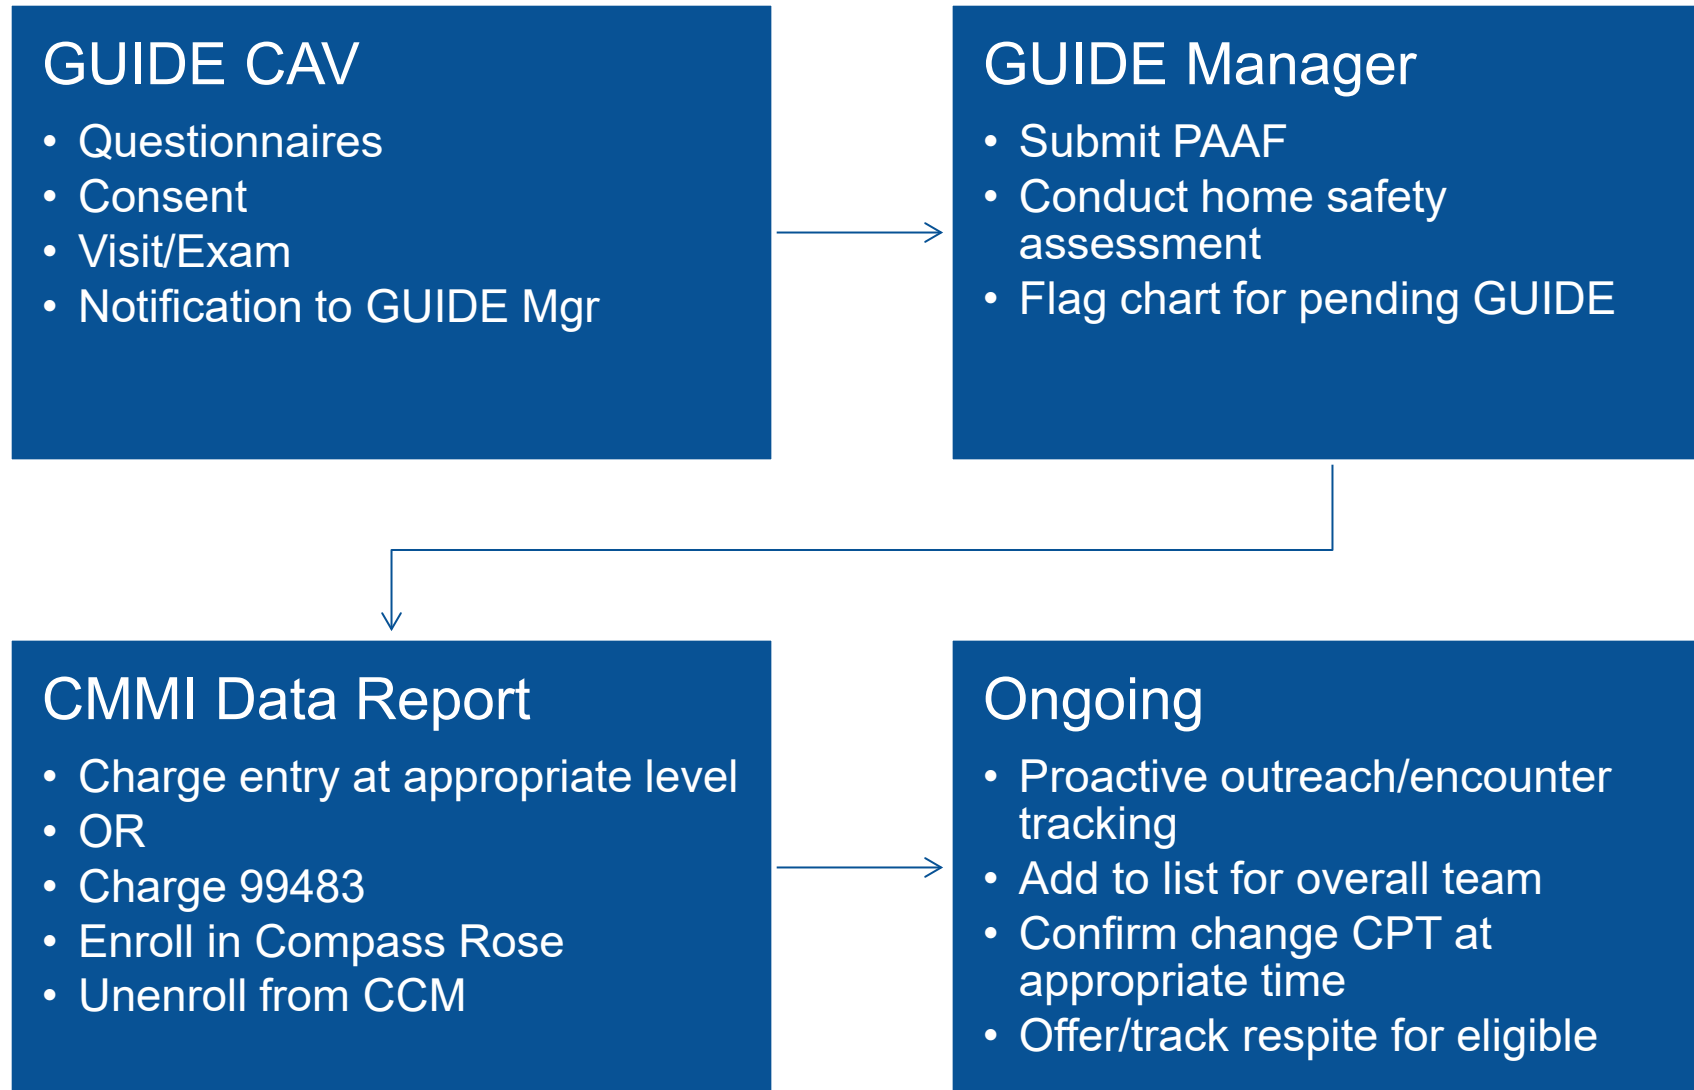 GUIDE CAV
• Questionnaires
• Consent
• Visit/Exam
• Notification to GUIDE Mgr
GUIDE Manager
• Submit PAAF
• Conduct home safety
assessment
• Flag chart for pending GUIDE
CMMI Data Report
• Charge entry at appropriate level
• OR
• Charge 99483
• Enroll in Compass Rose
• Unenroll from CCM
Ongoing
• Proactive outreach/encounter
tracking
• Add to list for overall team
• Confirm change CPT at
appropriate time
• Offer/track respite for eligible